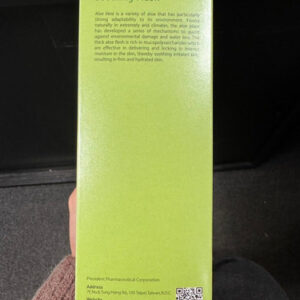 Aloe Vera is a variety of aloe that has particularly
strong adaptability to its environment. Found
naturally in extremely arid climates, the aloe plant
has developed a series of mechanisms to guard
against environmental damage and water loss. The
thick aloe flesh is rich in mucopolysaccharides which
are effective in delivering and locking in
moisture in the skin, thereby soothing irritated skin
resulting in firm and hydrated skin.
President Pharmaceutical Corporation
Address
Taipei Taiwan, R.O.C.